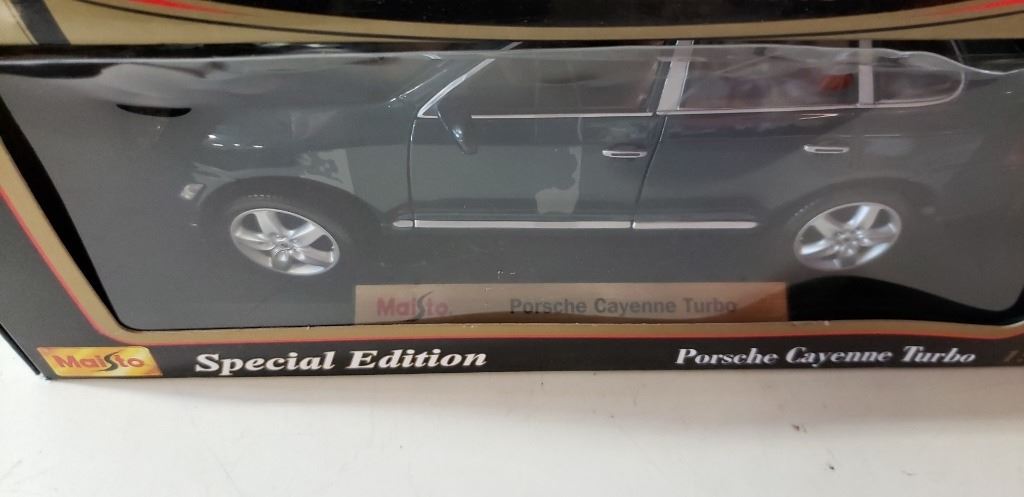 Maisto. Porsche Cayenne Turbo
Maisto Special Edition Porsche Cayenne Turbo